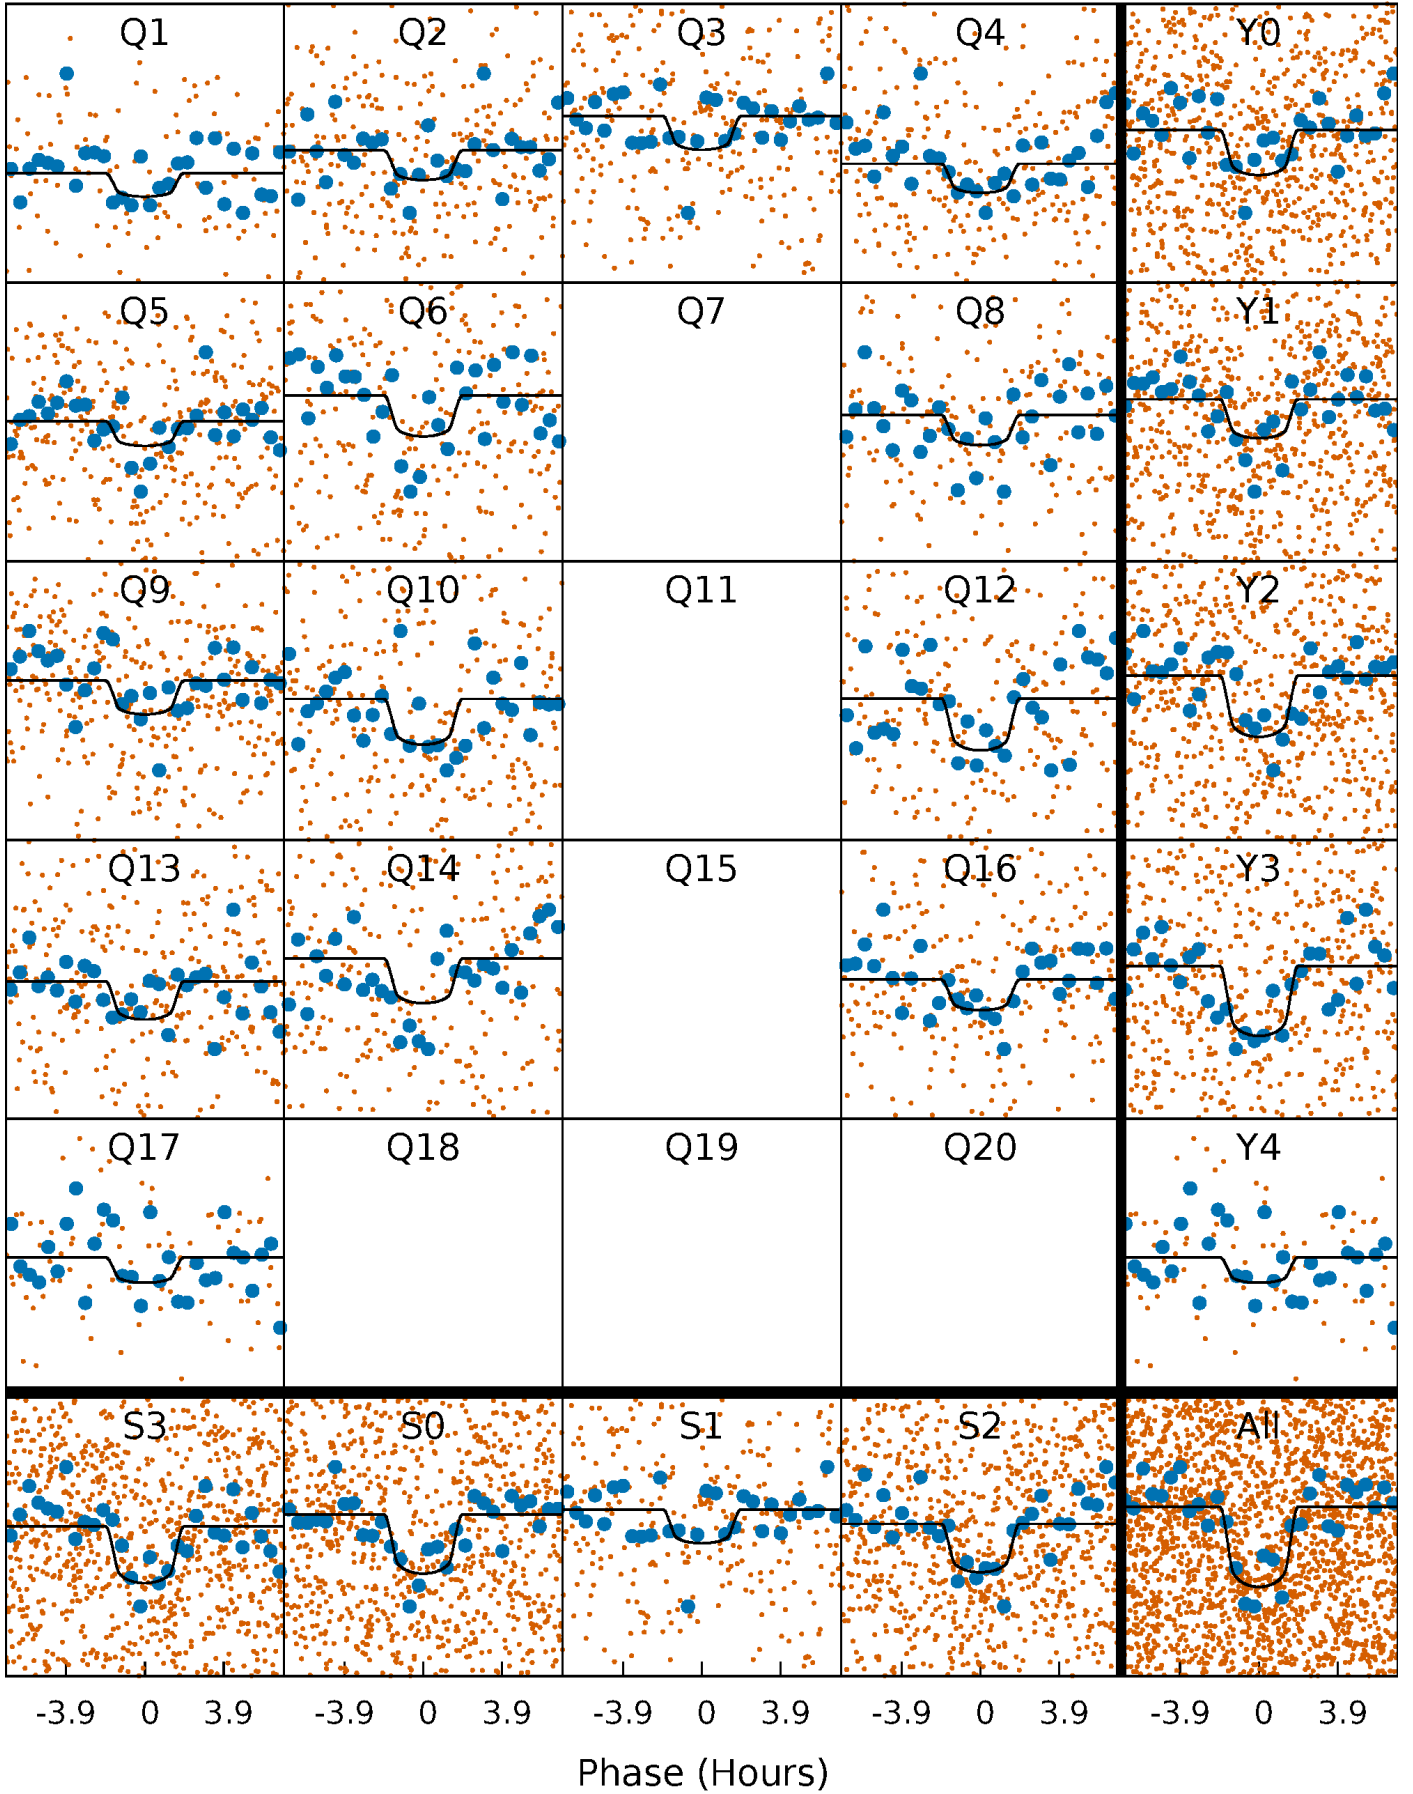 Q1 Q2 Q3 Q4 Y0
Q5 Q6 Q7 Q8 Y1
Q9 Q10 Q11 Q12 Y2
Q13 Q14 Q15 Q16 Y3
Q17 Q18 Q19 Q20 Y4
S3 S0 S1 S2 All
-3.9 0 3.9 -3.9 0 3.9 -3.9 0 3.9 -3.9 0 3.9 -3.9 0 3.9
Phase (Hours)